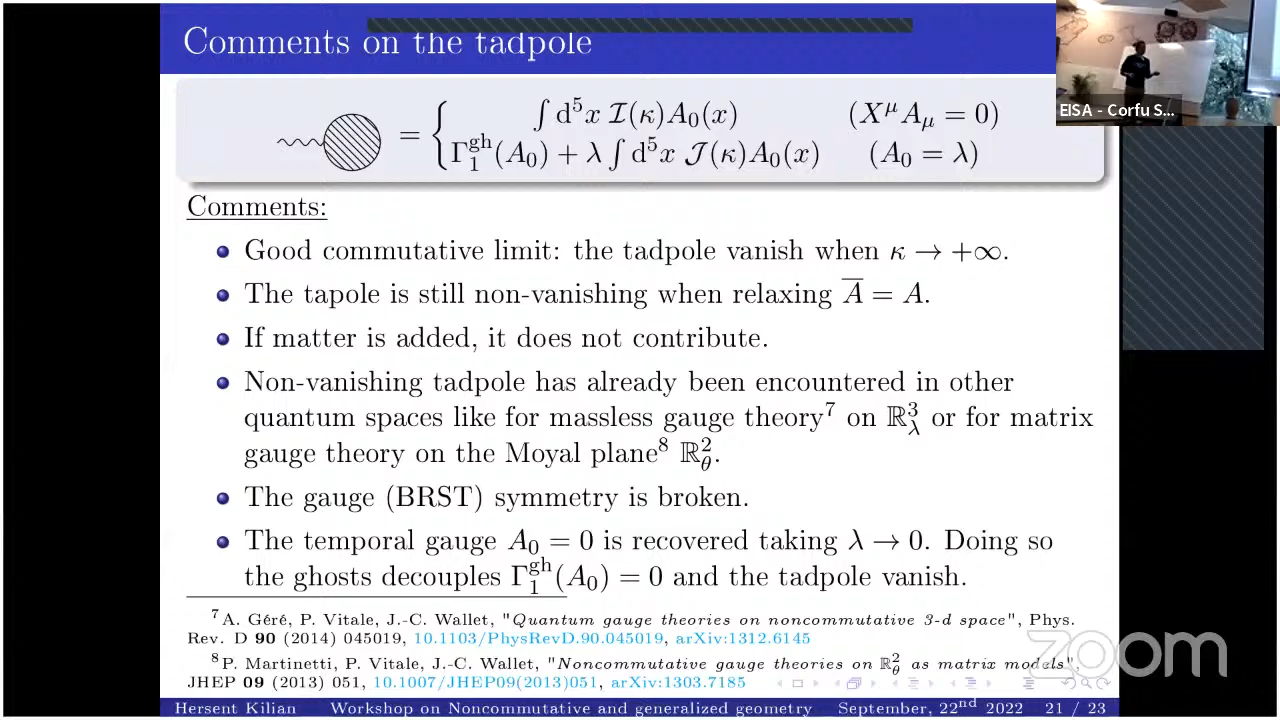 Comments on the tadpole
EISA - Corfu S...
= { ∫ d⁵x 𝓘(κ)A₀(x) (X^μ A_μ = 0)
Γ₁^gh(A₀) + λ ∫ d⁵x 𝓙(κ)A₀(x) (A₀ = λ)
Comments:
Good commutative limit: the tadpole vanish when κ → +∞.
The tapole is still non-vanishing when relaxing A̅ = A.
If matter is added, it does not contribute.
Non-vanishing tadpole has already been encountered in other
quantum spaces like for massless gauge theory⁷ on ℝ³_λ or for matrix
gauge theory on the Moyal plane⁸ ℝ²_θ.
The gauge (BRST) symmetry is broken.
The temporal gauge A₀ = 0 is recovered taking λ → 0. Doing so
the ghosts decouples Γ₁^gh(A₀) = 0 and the tadpole vanish.
⁷A. Géré, P. Vitale, J.-C. Wallet, "Quantum gauge theories on noncommutative 3-d space", Phys.
Rev. D 90 (2014) 045019, 10.1103/PhysRevD.90.045019, arXiv:1312.6145
⁸P. Martinetti, P. Vitale, J.-C. Wallet, "Noncommutative gauge theories on ℝ²_θ as matrix models",
JHEP 09 (2013) 051, 10.1007/JHEP09(2013)051, arXiv:1303.7185
zoom
Hersent Kilian Workshop on Noncommutative and generalized geometry September, 22nd 2022 21 / 23